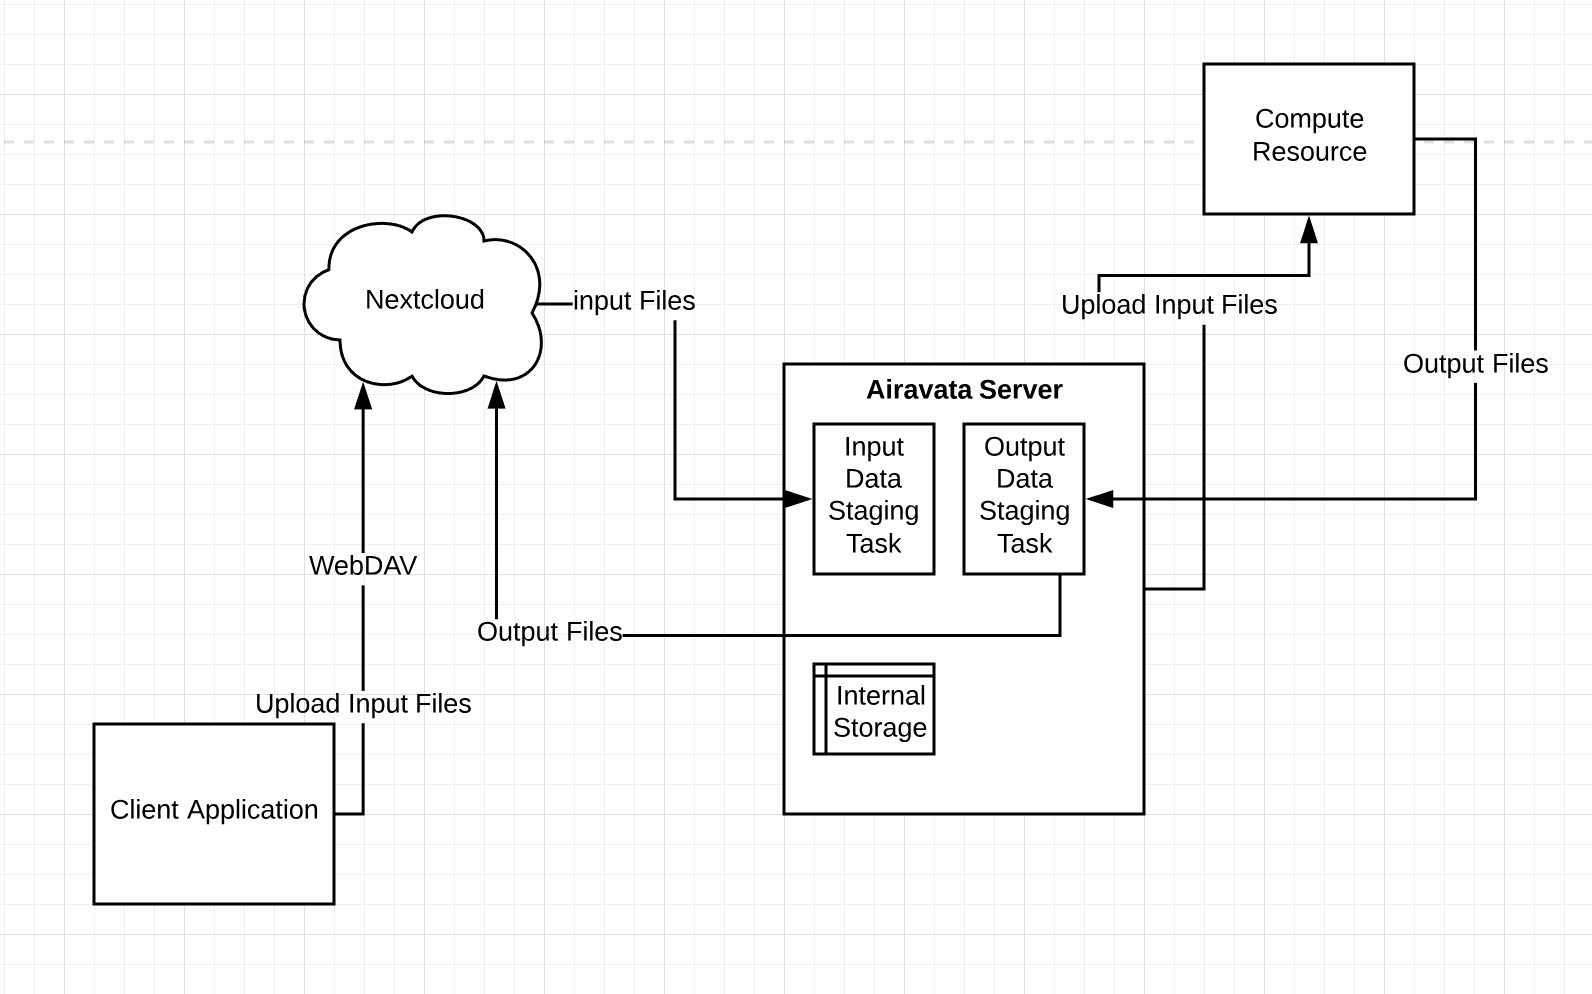 Compute
Resource
Nextcloud
input Files
Upload Input Files
Output Files
Airavata Server
Input
Data
Staging
Task
Output
Data
Staging
Task
WebDAV
Output Files
Upload Input Files
Internal
Storage
Client Application